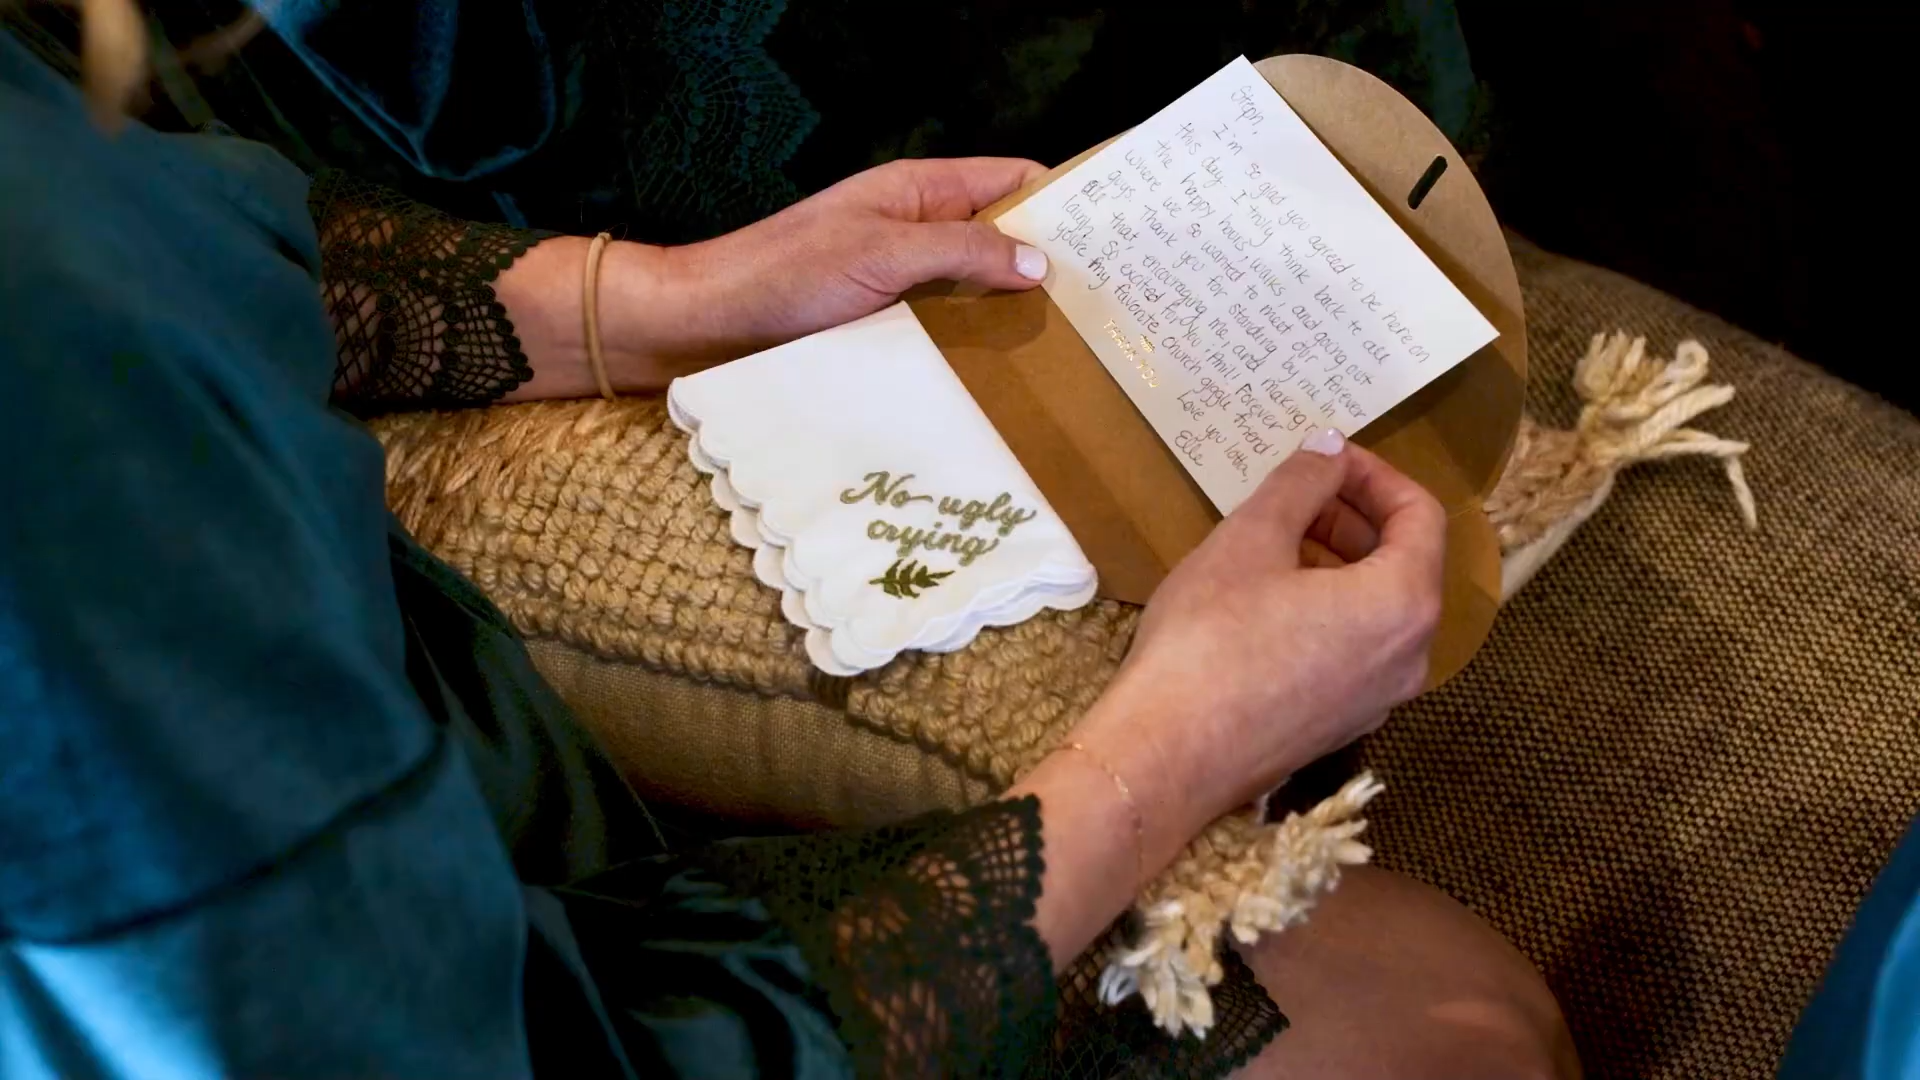 Steph,
I'm so glad you agreed to be here on
this day. I truly think back to all
the happy hours, walks, and going out
where we so wanted to meet our forever
guys. Thank you for standing by me in
all that, encouraging me, and making
laugh. So excited for you & Phil! Forever
you're my favorite church giggle friend,
Love you lotta,
Elle
THANK YOU
No ugly
crying